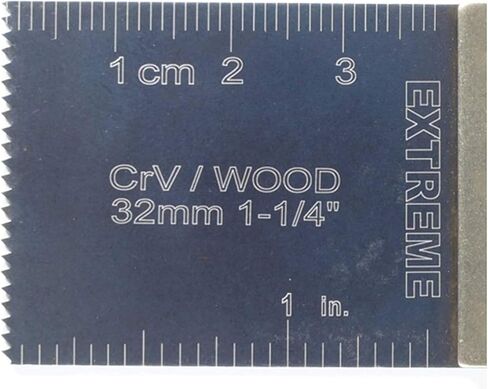 1 cm 2 3
EXTREME
CrV / WOOD
32mm 1-1/4"
1 in.